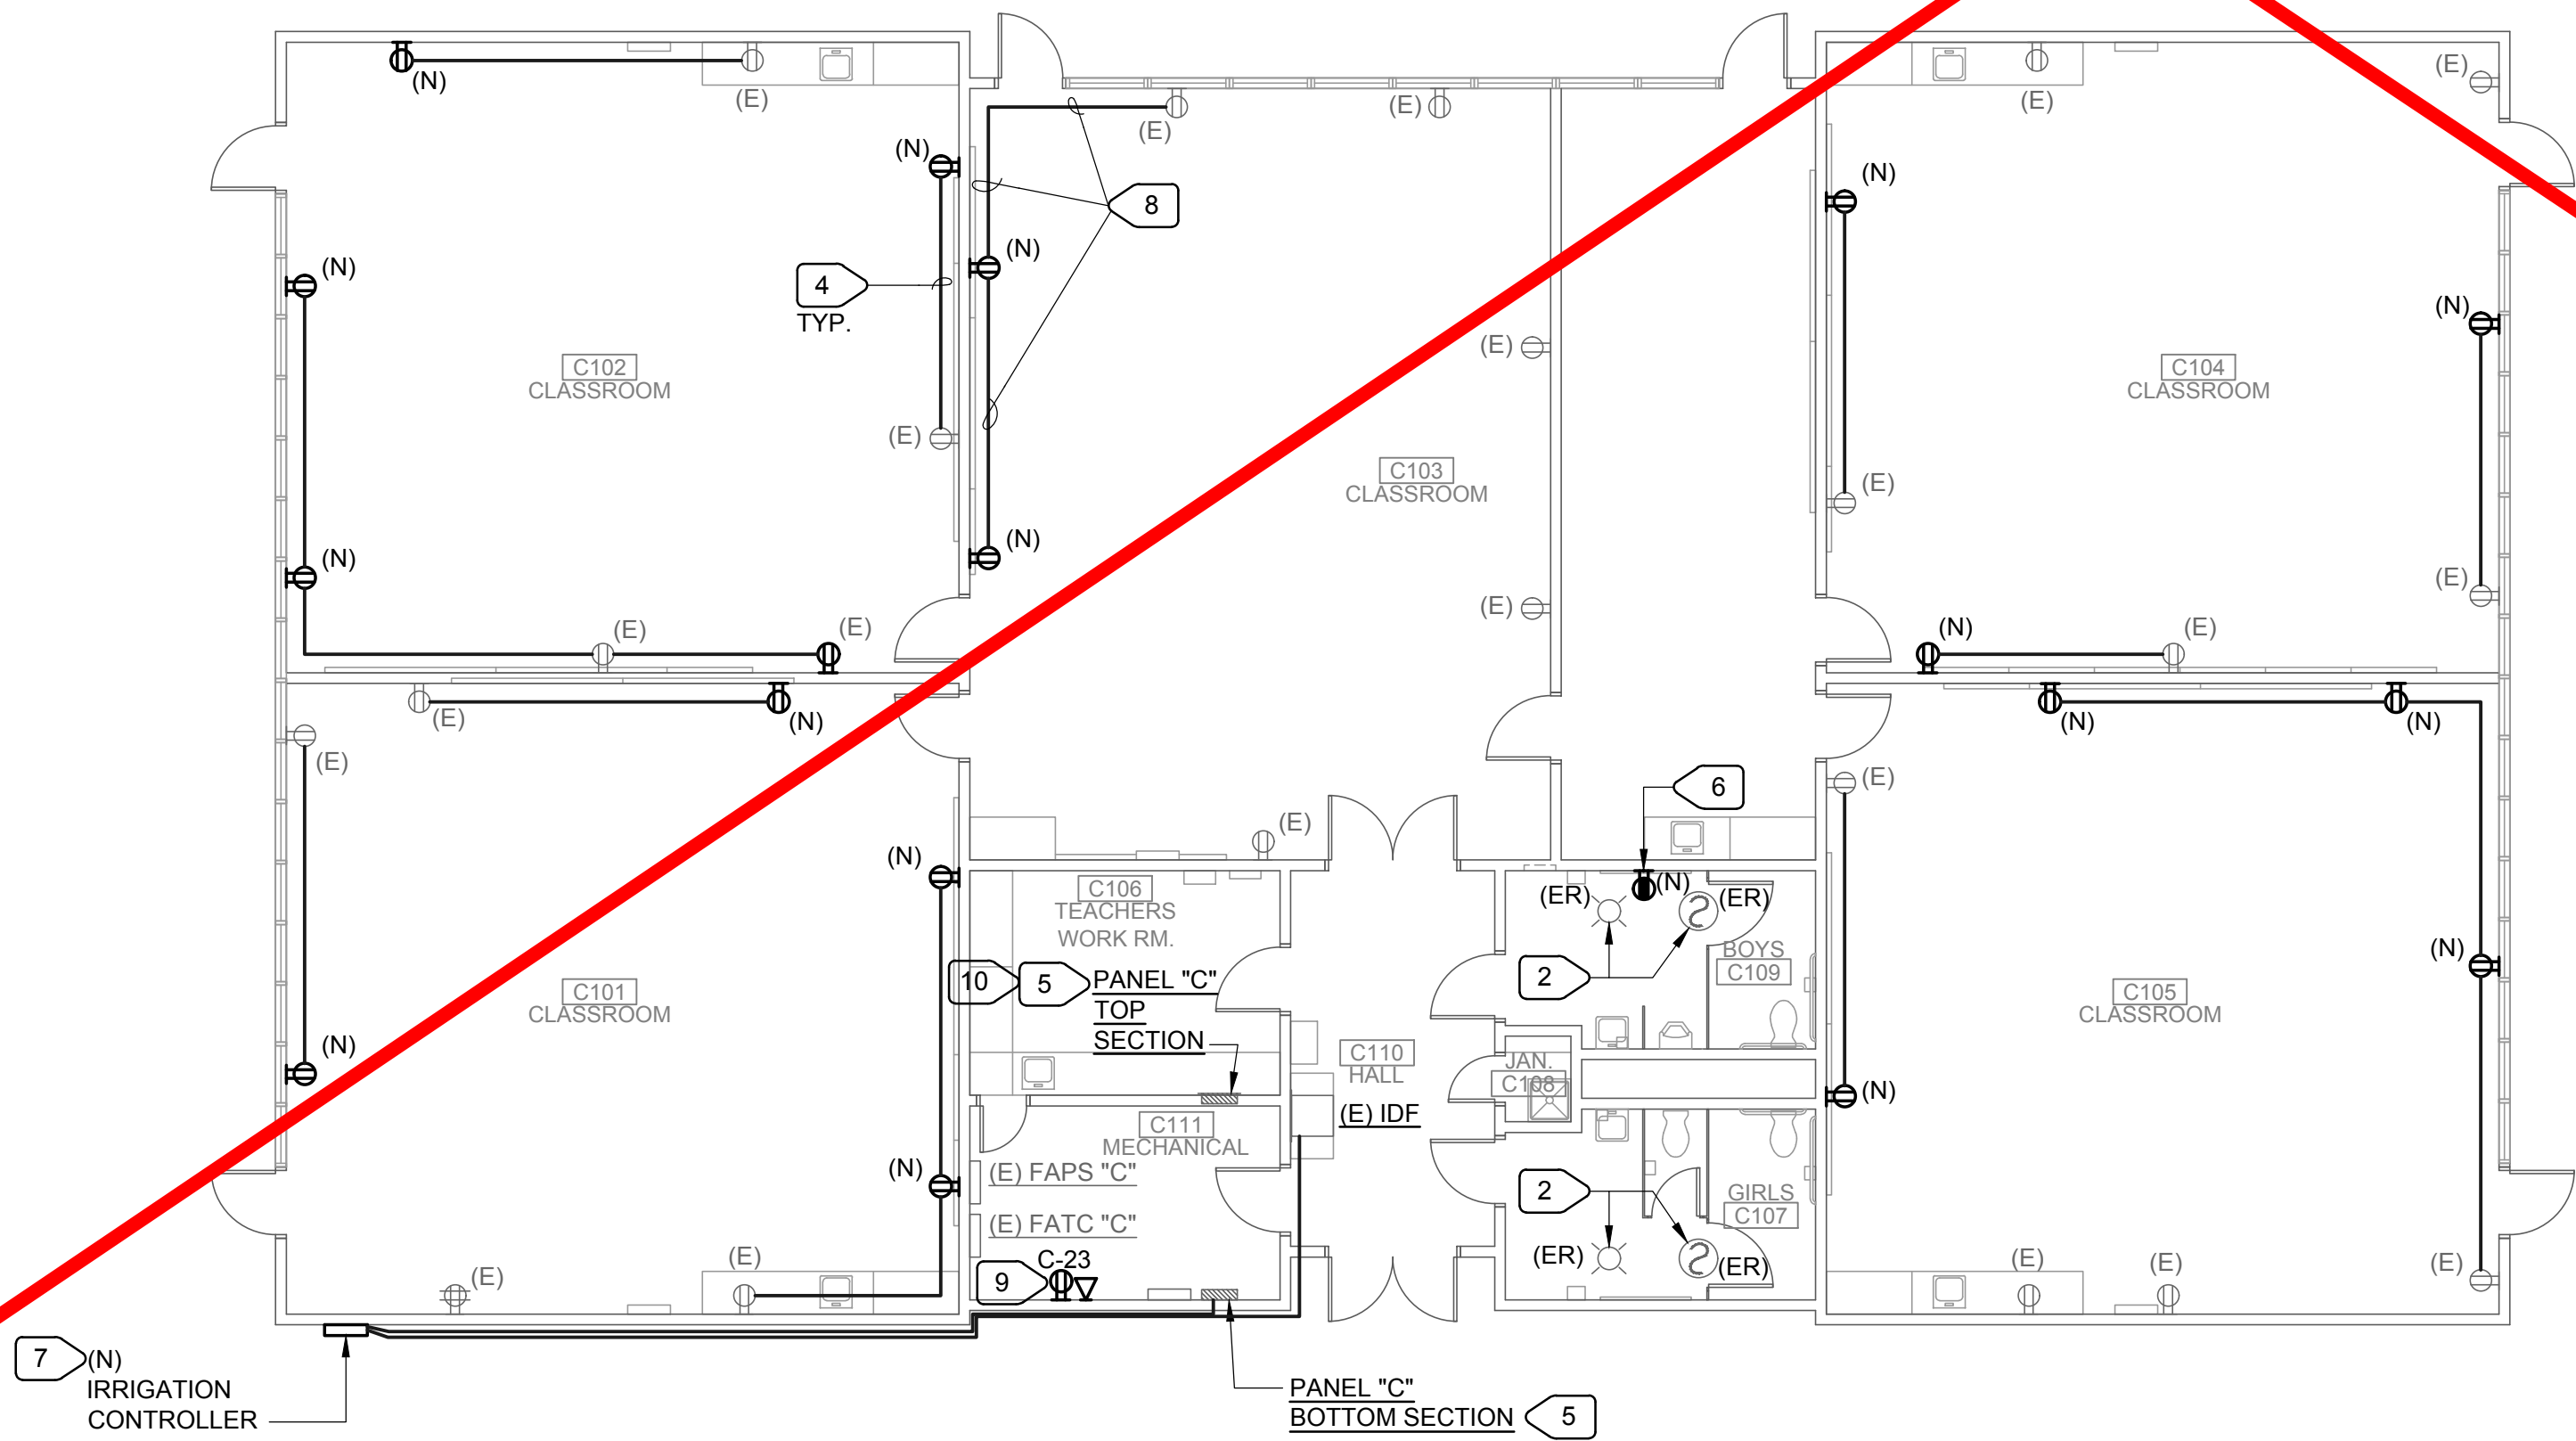 (N)
(E)
(E)
(E)
(E)
(E)
(N)
(N)
8
(N)
(N)
4
TYP.
(N)
(N)
(E)
C102
CLASSROOM
C104
CLASSROOM
(E)
C103
CLASSROOM
(E)
(N)
(N)
(E)
(E)
(E)
(E)
(N)
(E)
(E)
(N)
(N)
(N)
(E)
(E)
6
(E)
(N)
C106
TEACHERS
WORK RM.
(ER)
(N)
(ER)
BOYS
C109
(N)
10
5
PANEL "C"
TOP
SECTION
2
C101
CLASSROOM
C105
CLASSROOM
(N)
C110
HALL
JAN.
C108
(N)
(E) IDF
C111
MECHANICAL
(N)
(E) FAPS "C"
2
GIRLS
C107
(E) FATC "C"
(ER)
(ER)
(E)
(E)
C-23
9
(E)
(E)
(E)
7
(N)
IRRIGATION
CONTROLLER
PANEL "C"
BOTTOM SECTION
5